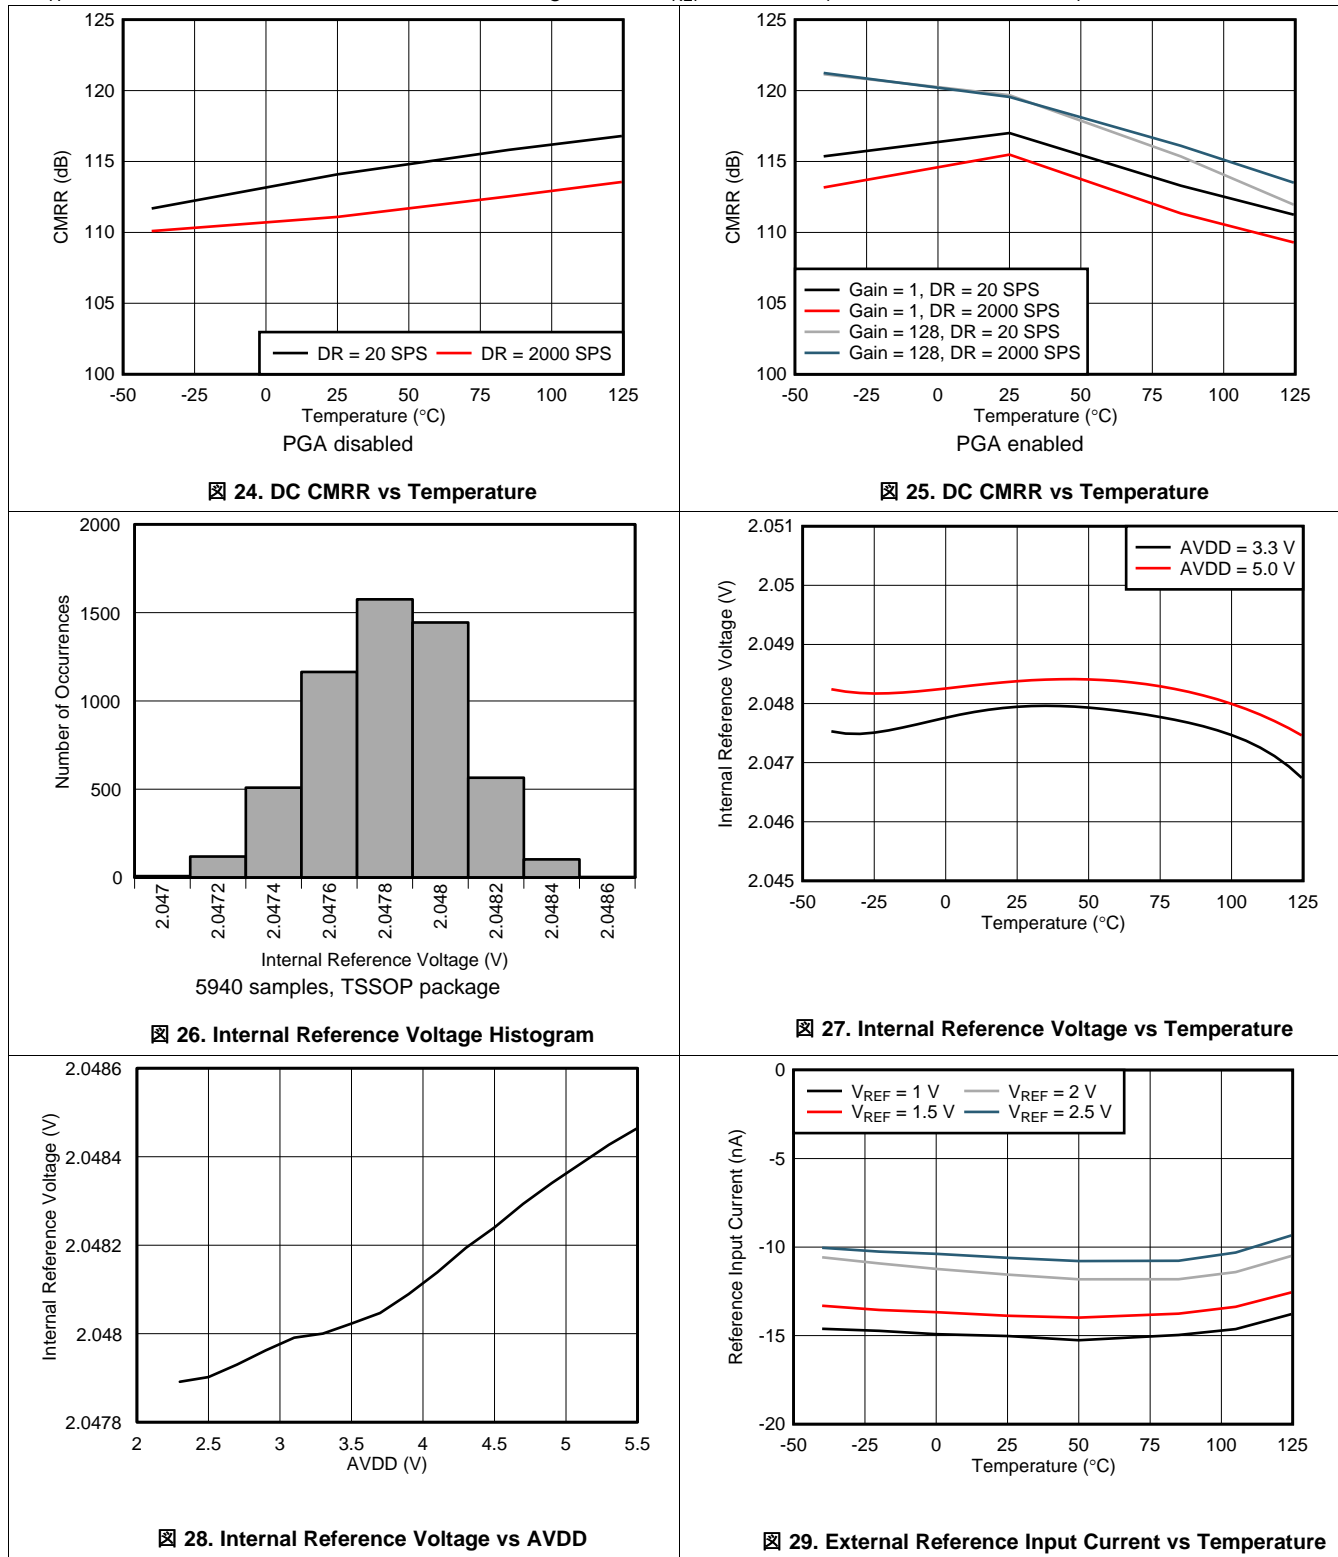 125
120
115
110
105
100
CMRR (dB)
DR = 20 SPS
DR = 2000 SPS
-50 -25 0 25 50 75 100 125
Temperature (°C)
PGA disabled
図 24. DC CMRR vs Temperature
125
120
115
110
105
100
CMRR (dB)
Gain = 1, DR = 20 SPS
Gain = 1, DR = 2000 SPS
Gain = 128, DR = 20 SPS
Gain = 128, DR = 2000 SPS
-50 -25 0 25 50 75 100 125
Temperature (°C)
PGA enabled
図 25. DC CMRR vs Temperature
2000
1500
1000
500
0
Number of Occurrences
2.047 2.0472 2.0474 2.0476 2.0478 2.048 2.0482 2.0484 2.0486
Internal Reference Voltage (V)
5940 samples, TSSOP package
図 26. Internal Reference Voltage Histogram
2.051
2.05
2.049
2.048
2.047
2.046
2.045
Internal Reference Voltage (V)
AVDD = 3.3 V
AVDD = 5.0 V
-50 -25 0 25 50 75 100 125
Temperature (°C)
図 27. Internal Reference Voltage vs Temperature
2.0486
2.0484
2.0482
2.048
2.0478
Internal Reference Voltage (V)
2 2.5 3 3.5 4 4.5 5 5.5
AVDD (V)
図 28. Internal Reference Voltage vs AVDD
0
-5
-10
-15
-20
Reference Input Current (nA)
VREF = 1 V
VREF = 2 V
VREF = 1.5 V
VREF = 2.5 V
-50 -25 0 25 50 75 100 125
Temperature (°C)
図 29. External Reference Input Current vs Temperature